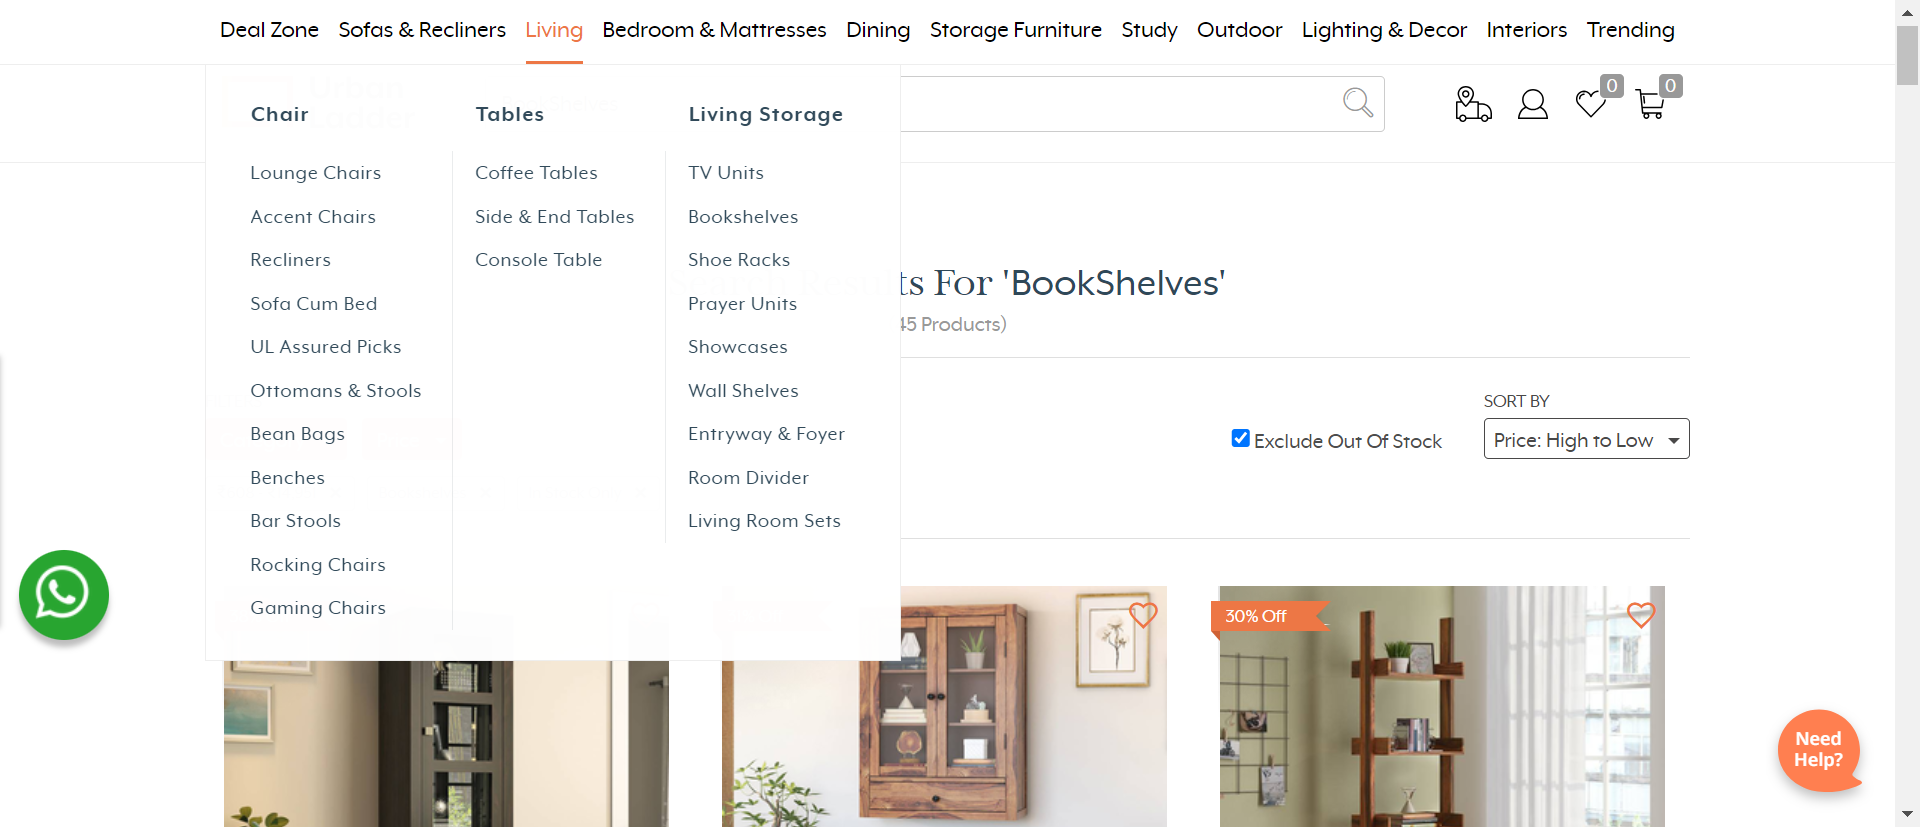 Deal Zone Sofas & Recliners Living Bedroom & Mattresses Dining Storage Furniture Study Outdoor Lighting & Decor Interiors Trending
0 0
Chair Tables Living Storage
Lounge Chairs Coffee Tables TV Units
Accent Chairs Side & End Tables Bookshelves
Recliners Console Table Shoe Racks
ts For 'BookShelves'
Sofa Cum Bed Prayer Units
45 Products)
UL Assured Picks Showcases
Ottomans & Stools Wall Shelves
SORT BY
Bean Bags Entryway & Foyer
Exclude Out Of Stock Price: High to Low
Benches Room Divider
Bar Stools Living Room Sets
Rocking Chairs
Gaming Chairs
30% Off
Need
Help?